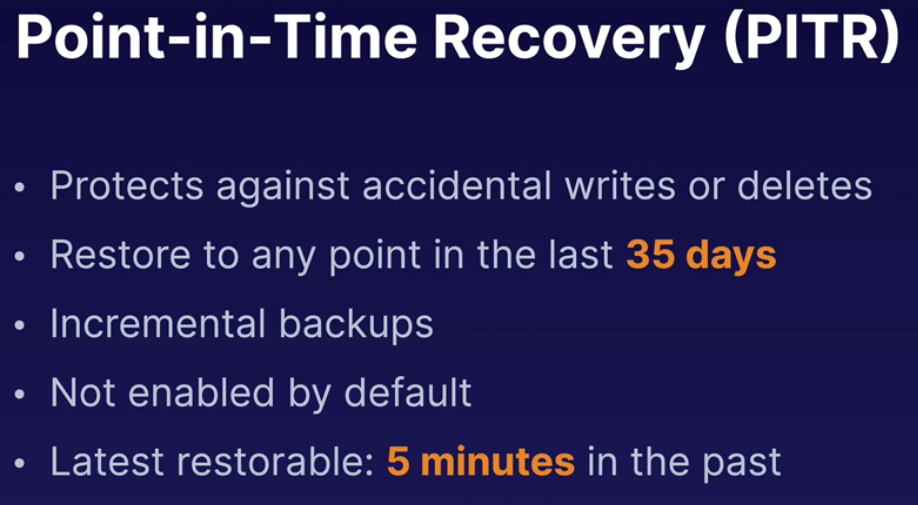 Point-in-Time Recovery (PITR)
• Protects against accidental writes or deletes
• Restore to any point in the last 35 days
• Incremental backups
• Not enabled by default
• Latest restorable: 5 minutes in the past